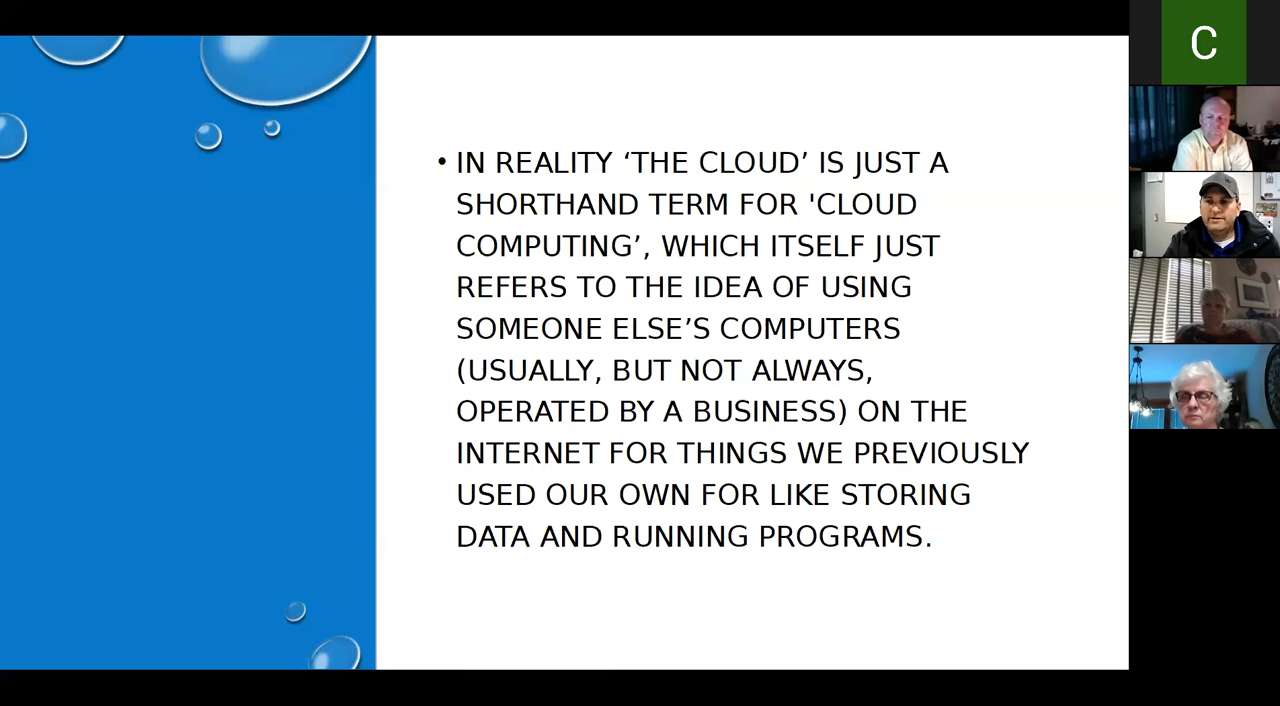 C
• IN REALITY ‘THE CLOUD’ IS JUST A
SHORTHAND TERM FOR 'CLOUD
COMPUTING’, WHICH ITSELF JUST
REFERS TO THE IDEA OF USING
SOMEONE ELSE’S COMPUTERS
(USUALLY, BUT NOT ALWAYS,
OPERATED BY A BUSINESS) ON THE
INTERNET FOR THINGS WE PREVIOUSLY
USED OUR OWN FOR LIKE STORING
DATA AND RUNNING PROGRAMS.